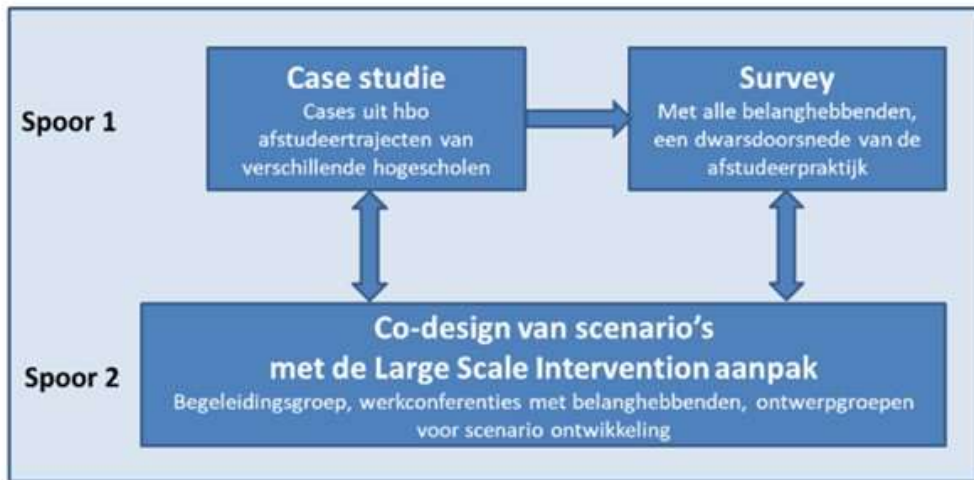 Spoor 1
Case studie
Cases uit hbo
afstudeertrajecten van
verschillende hogescholen
Survey
Met alle belanghebbenden,
een dwarsdoorsnede van de
afstudeerpraktijk
Spoor 2
Co-design van scenario's
met de Large Scale Intervention aanpak
Begeleidingsgroep, werkconferenties met belanghebbenden, ontwerpgroepen
voor scenario ontwikkeling